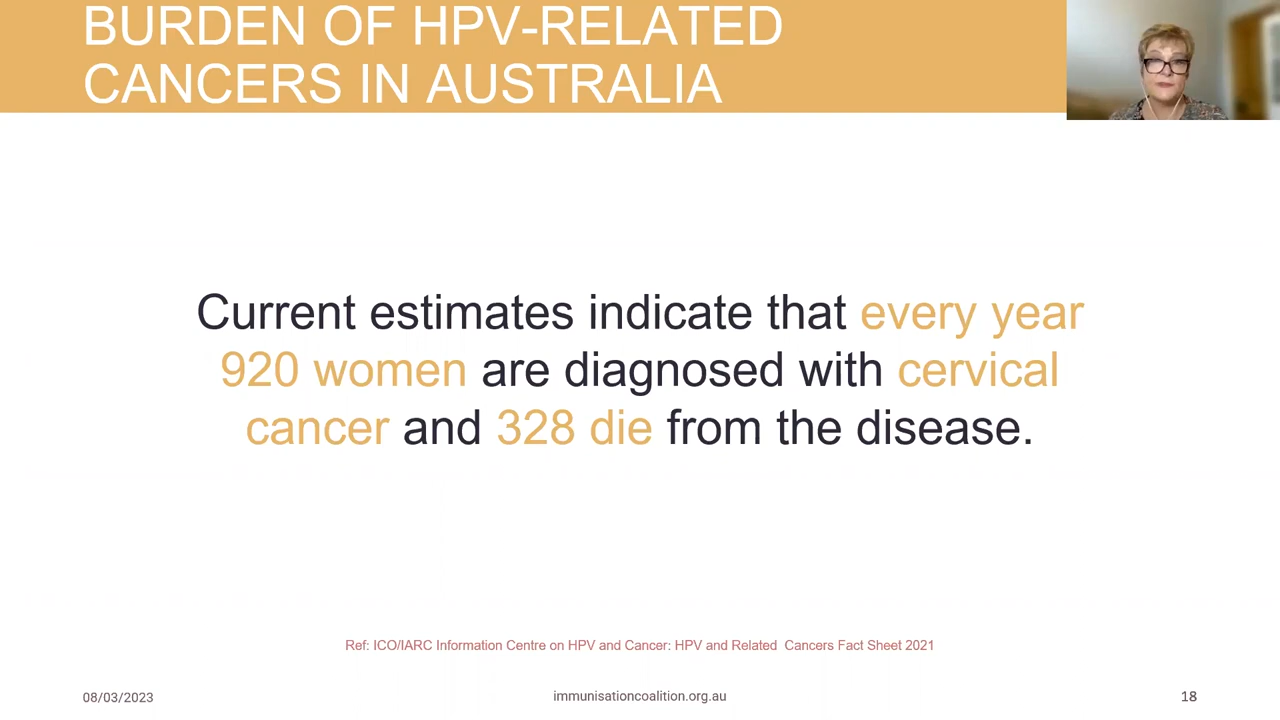 BURDEN OF HPV-RELATED
CANCERS IN AUSTRALIA
Current estimates indicate that every year
920 women are diagnosed with cervical
cancer and 328 die from the disease.
Ref: ICO/IARC Information Centre on HPV and Cancer: HPV and Related Cancers Fact Sheet 2021
08/03/2023
immunisationcoalition.org.au
18